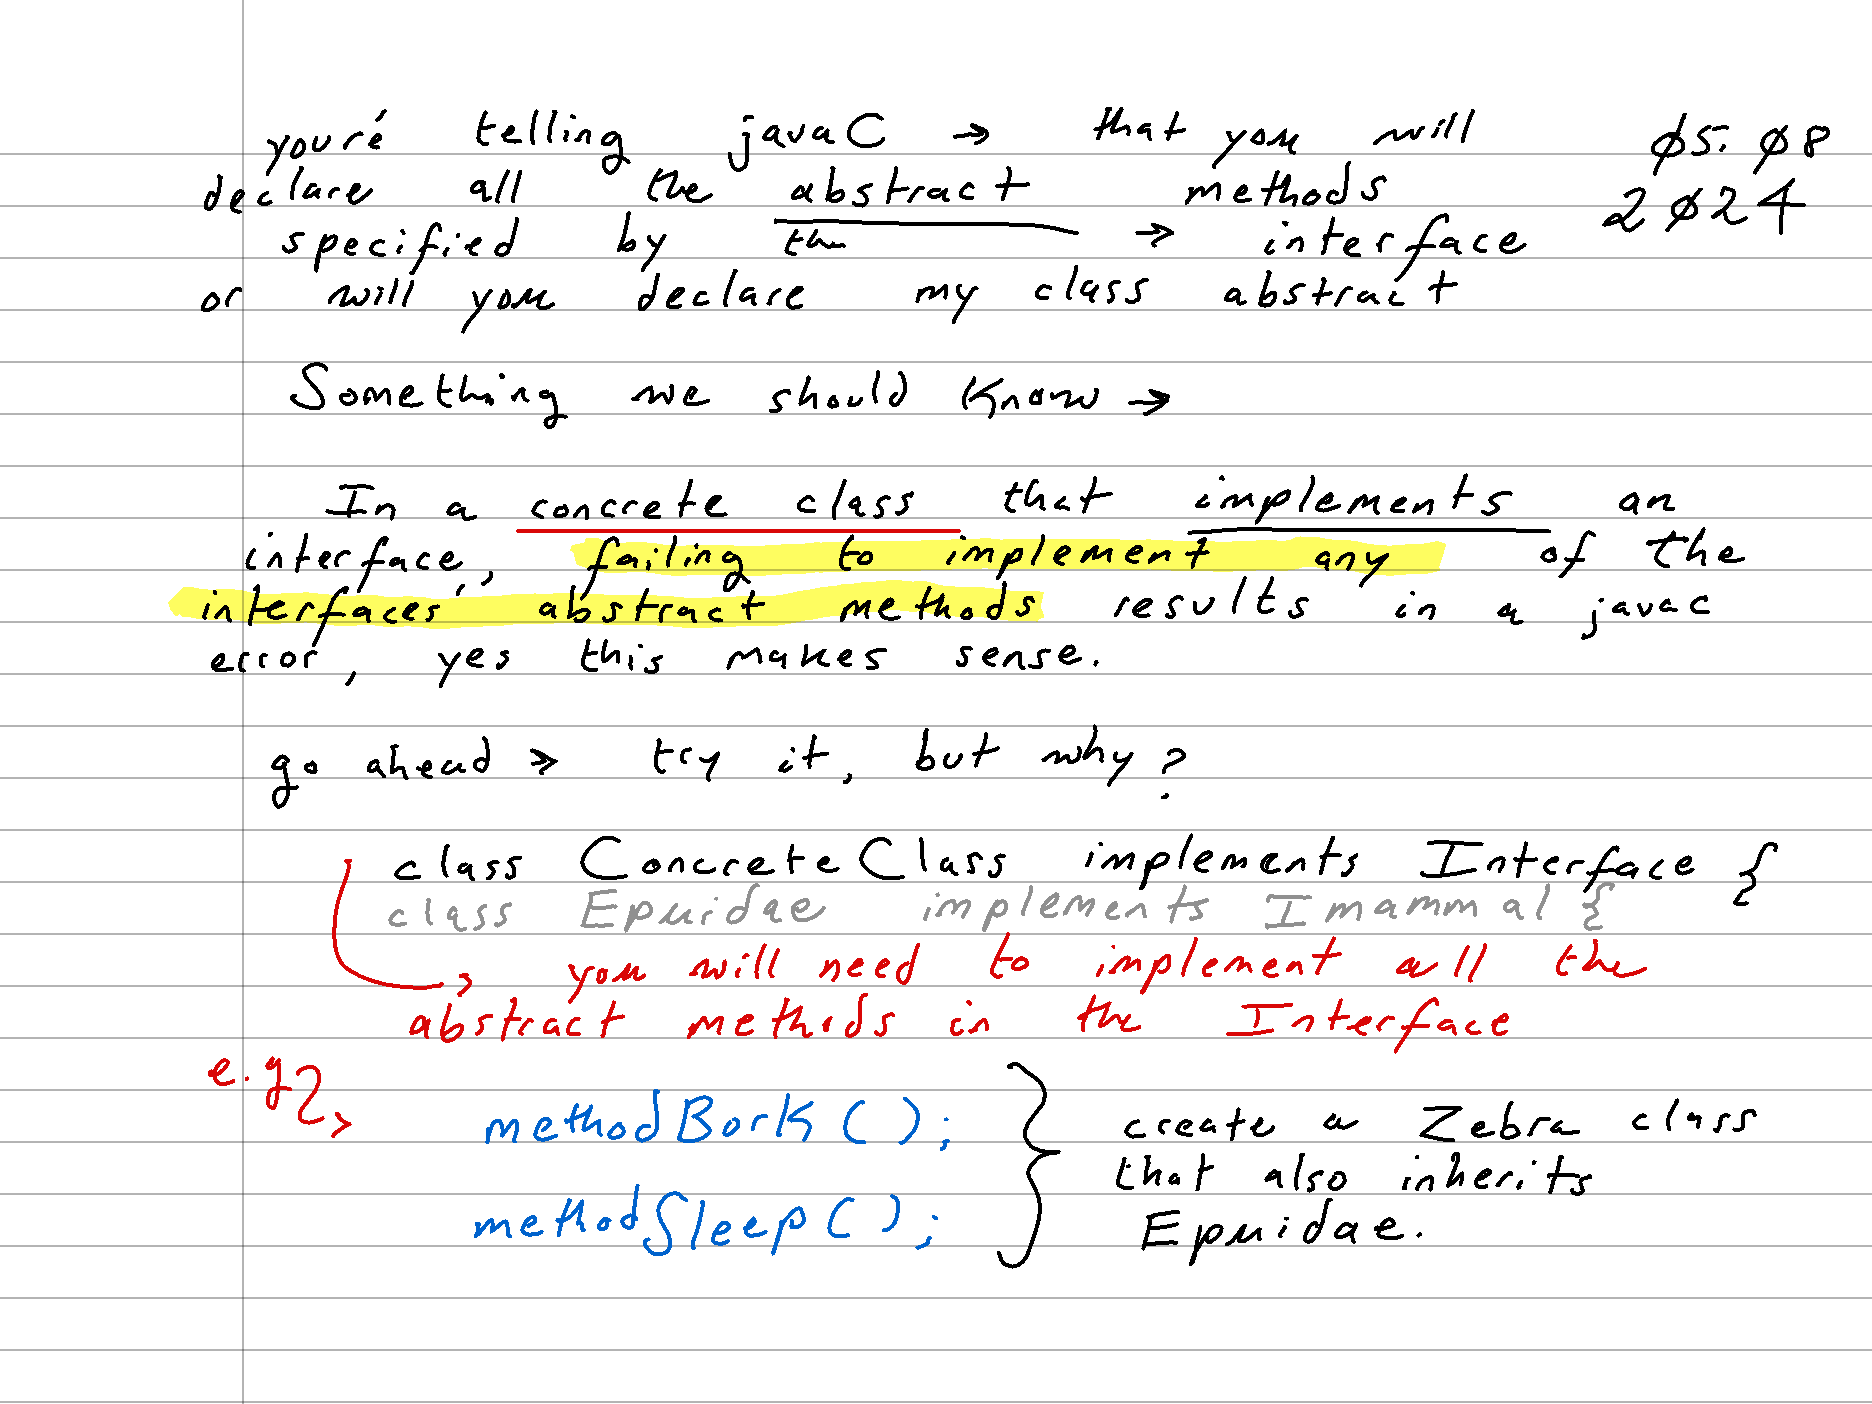 youré telling javaC → that you will
ø5. ø8
declare all the abstract methods
2ø24
specified by the → interface
or will you declare my class abstract
Something we should Know →
In a concrete class that implements an
interface, failing to implement any of the
interfaces' abstract methods results in a javac
error, yes this makes sense.
go ahead → try it, but why?
class ConcreteClass implements Interface {
class Epuidae implements Imammal {
you will need to implement all the
abstract methods in the Interface
e.g
methodBork ( );
create a Zebra class
that also inherits
methodSleep ( );
Epuidae.